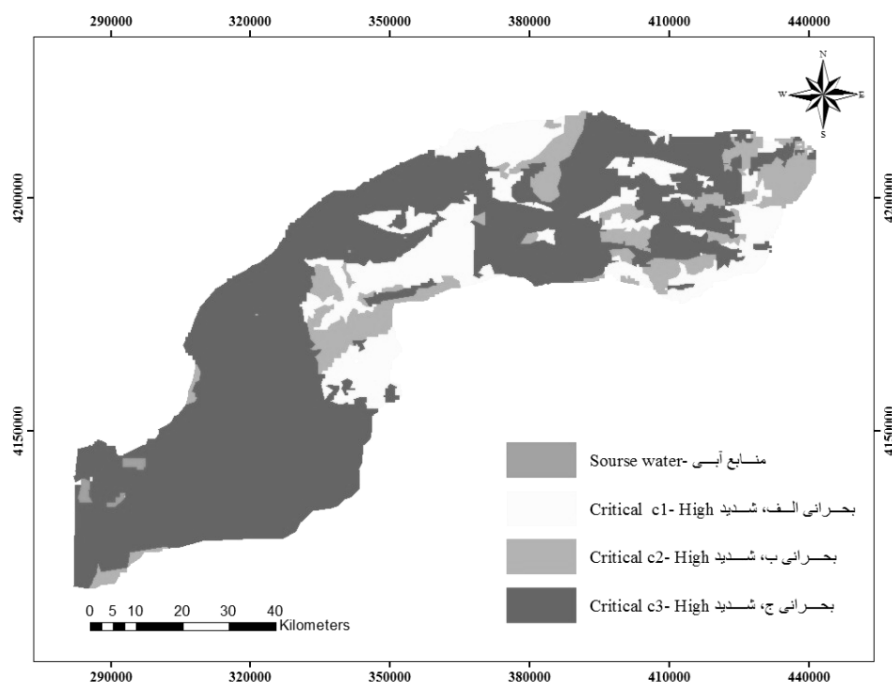 290000 320000 350000 380000 410000 440000
N
W E
S
4200000 4200000
4150000 4150000
Sourse water- منابع آبی
Critical c1- High بحرانی الف، شدید
Critical c2- High بحرانی ب، شدید
Critical c3- High بحرانی ج، شدید
0 5 10 20 30 40
Kilometers
290000 320000 350000 380000 410000 440000